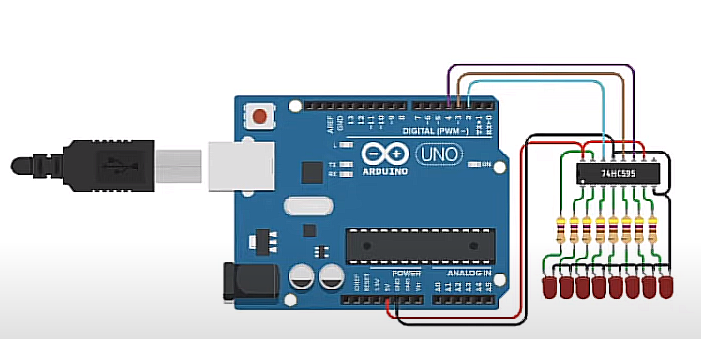 AREF
GND
13
12
~11
~10
~9
8
7
~6
~5
4
~3
2
TX→1
RX←0
DIGITAL (PWM~)
L
TX
RX
UNO
ARDUINO
ON
74HC595
POWER
ANALOG IN
IOREF
RESET
3.3V
5V
GND
GND
Vin
A0
A1
A2
A3
A4
A5